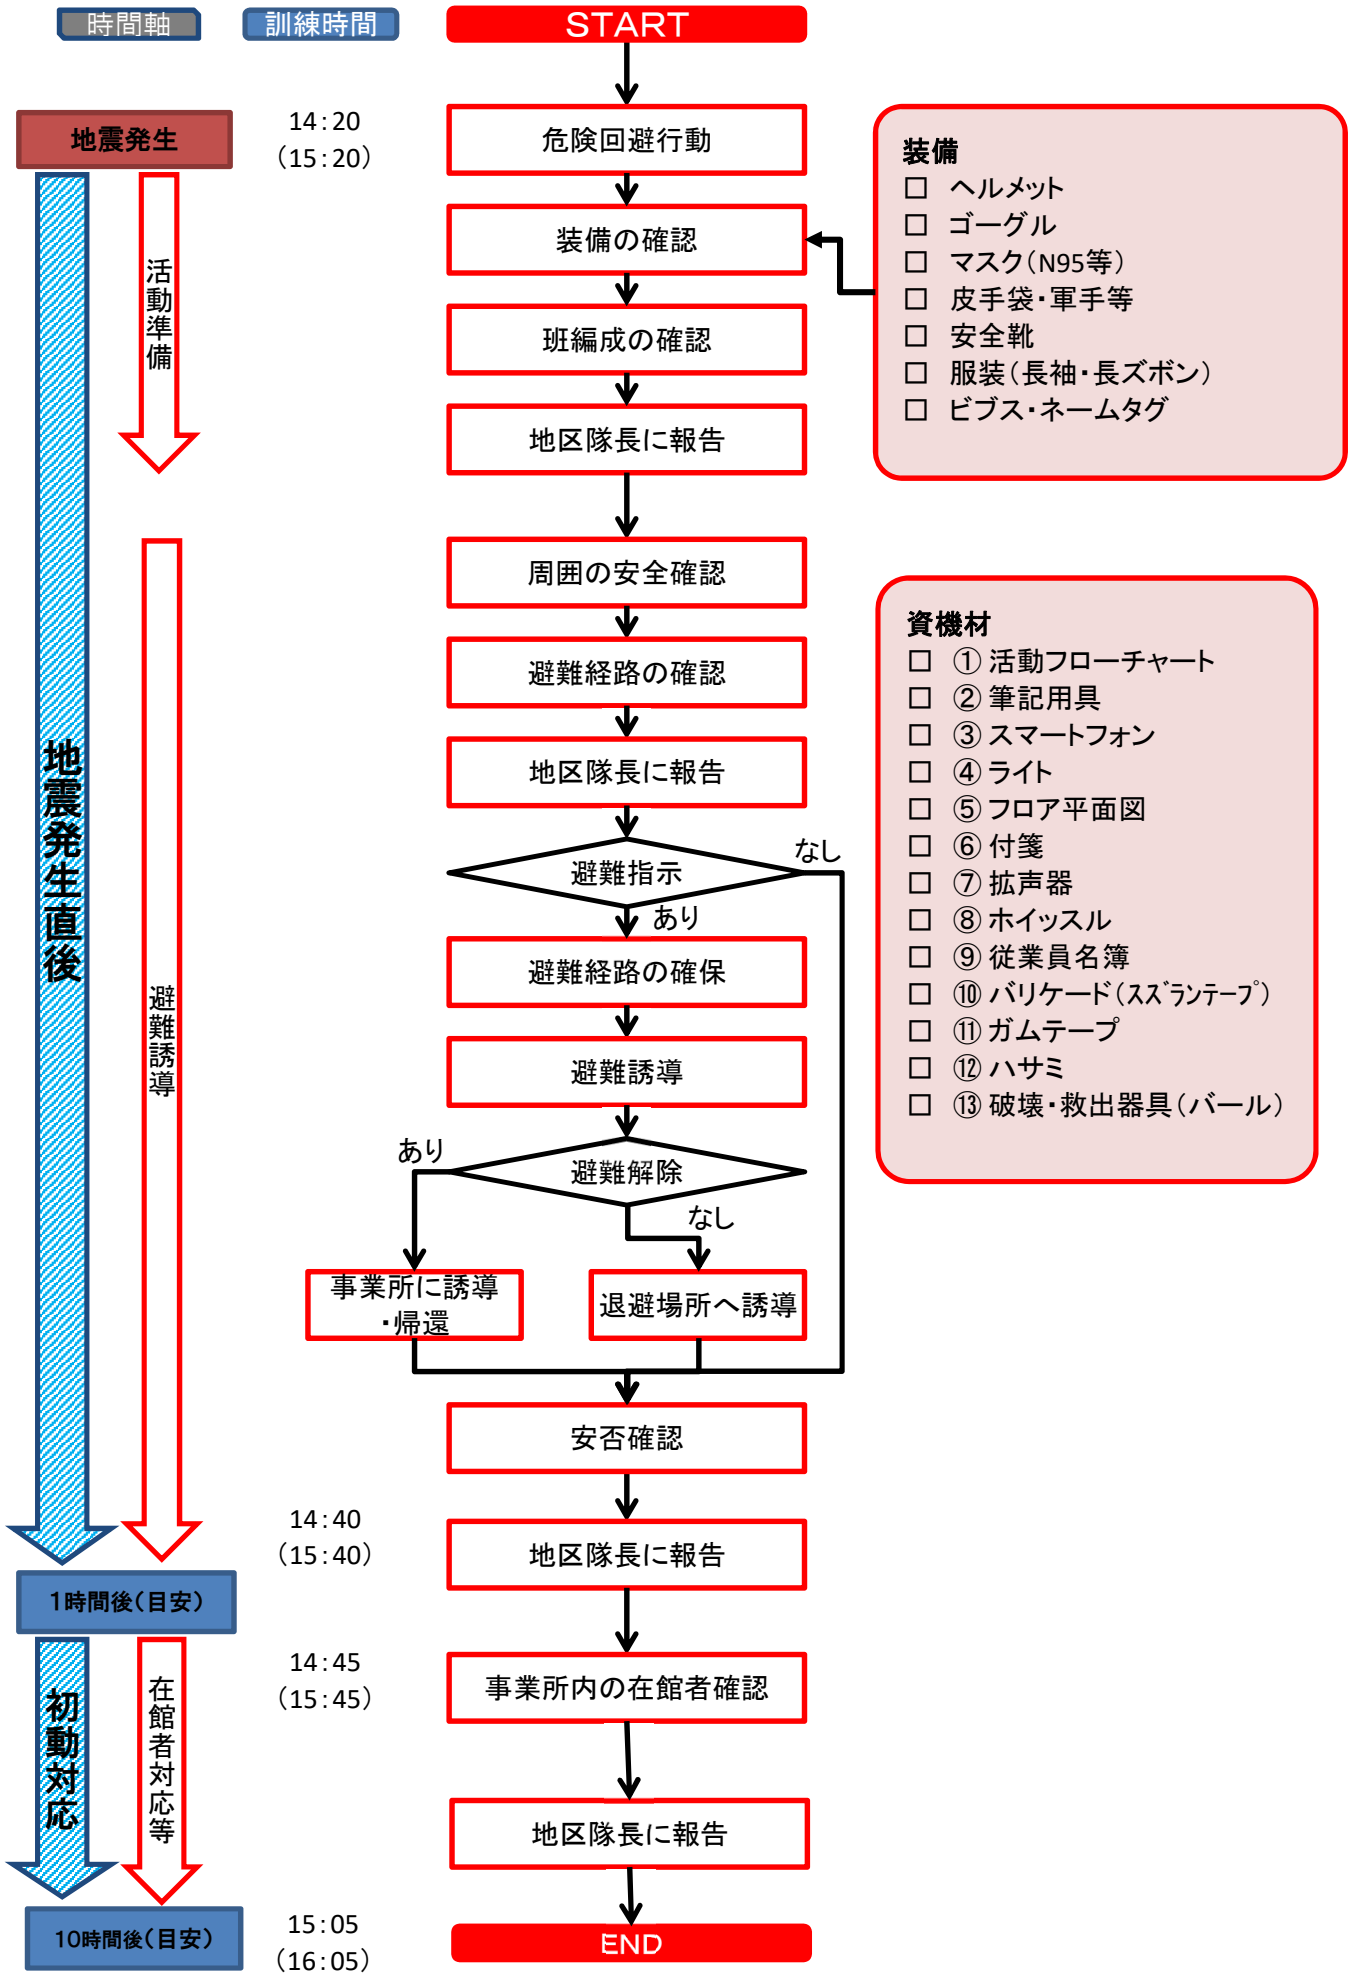 時間軸
訓練時間
START
地震発生
14：20
（15：20）
危険回避行動
装備
□ ヘルメット
□ ゴーグル
□ マスク（N95等）
□ 皮手袋・軍手等
□ 安全靴
□ 服装（長袖・長ズボン）
□ ビブス・ネームタグ
装備の確認
活動準備
班編成の確認
地区隊長に報告
周囲の安全確認
資機材
□ ①活動フローチャート
□ ②筆記用具
□ ③スマートフォン
□ ④ライト
□ ⑤フロア平面図
□ ⑥付箋
□ ⑦拡声器
□ ⑧ホイッスル
□ ⑨従業員名簿
□ ⑩バリケード（ｽｽﾞﾗﾝﾃｰﾌﾟ）
□ ⑪ガムテープ
□ ⑫ハサミ
□ ⑬破壊・救出器具（バール）
避難経路の確認
地区隊長に報告
地震発生直後
避難指示
なし
あり
避難経路の確保
避難誘導
避難誘導
避難解除
あり
なし
事業所に誘導
・帰還
退避場所へ誘導
安否確認
14：40
（15：40）
地区隊長に報告
1時間後（目安）
14：45
（15：45）
事業所内の在館者確認
初動対応
在館者対応等
地区隊長に報告
10時間後（目安）
15：05
（16：05）
END